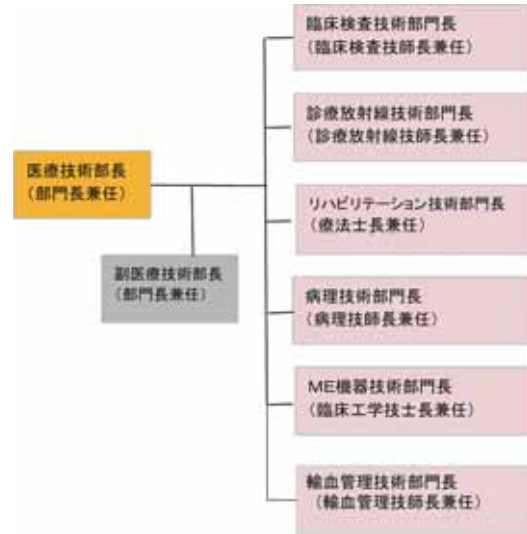 臨床検査技術部門長
(臨床検査技師長兼任)
診療放射線技術部門長
(診療放射線技師長兼任)
医療技術部長
(部門長兼任)
リハビリテーション技術部門長
(療法士長兼任)
副医療技術部長
(部門長兼任)
病理技術部門長
(病理技師長兼任)
ME機器技術部門長
(臨床工学技士長兼任)
輸血管理技術部門長
(輸血管理技師長兼任)